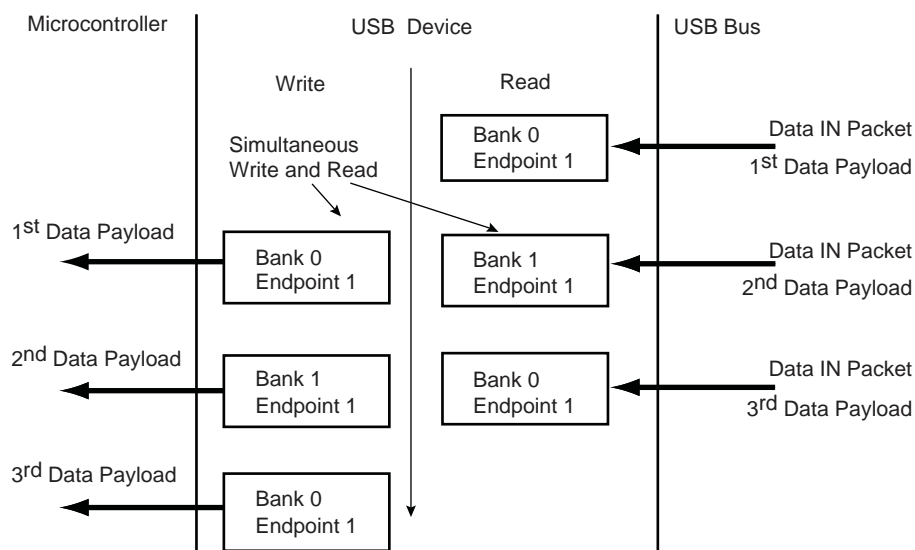 Microcontroller
USB Device
USB Bus
Write
Read
Simultaneous
Write and Read
Bank 0
Endpoint 1
Data IN Packet
1st Data Payload
1st Data Payload
Bank 0
Endpoint 1
Bank 1
Endpoint 1
Data IN Packet
2nd Data Payload
2nd Data Payload
Bank 1
Endpoint 1
Bank 0
Endpoint 1
Data IN Packet
3rd Data Payload
3rd Data Payload
Bank 0
Endpoint 1